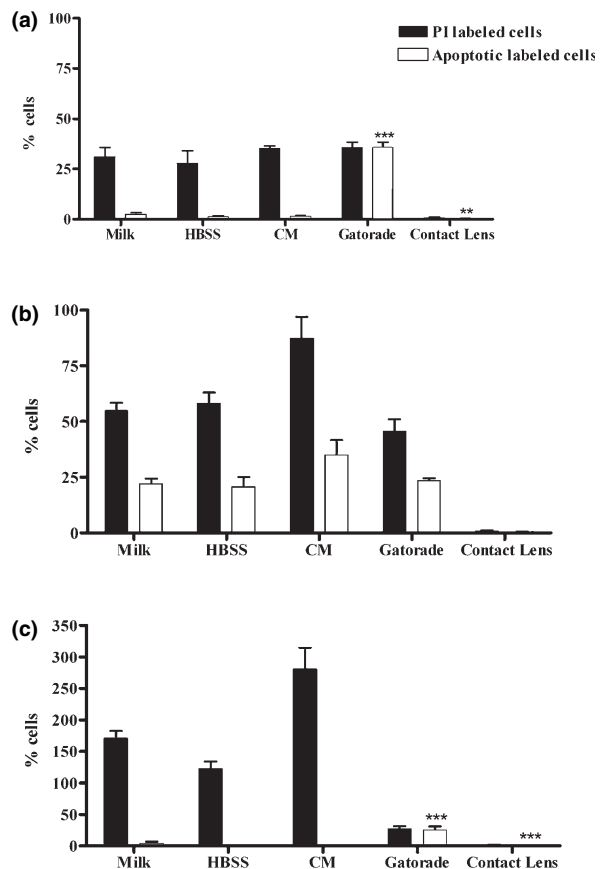 (a)
PI labeled cells
Apoptotic labeled cells
100
75
50
25
0
% cells
***
**
Milk HBSS CM Gatorade Contact Lens
(b)
100
75
50
25
0
% cells
Milk HBSS CM Gatorade Contact Lens
(c)
350
300
250
200
150
100
50
0
% cells
***
***
Milk HBSS CM Gatorade Contact Lens